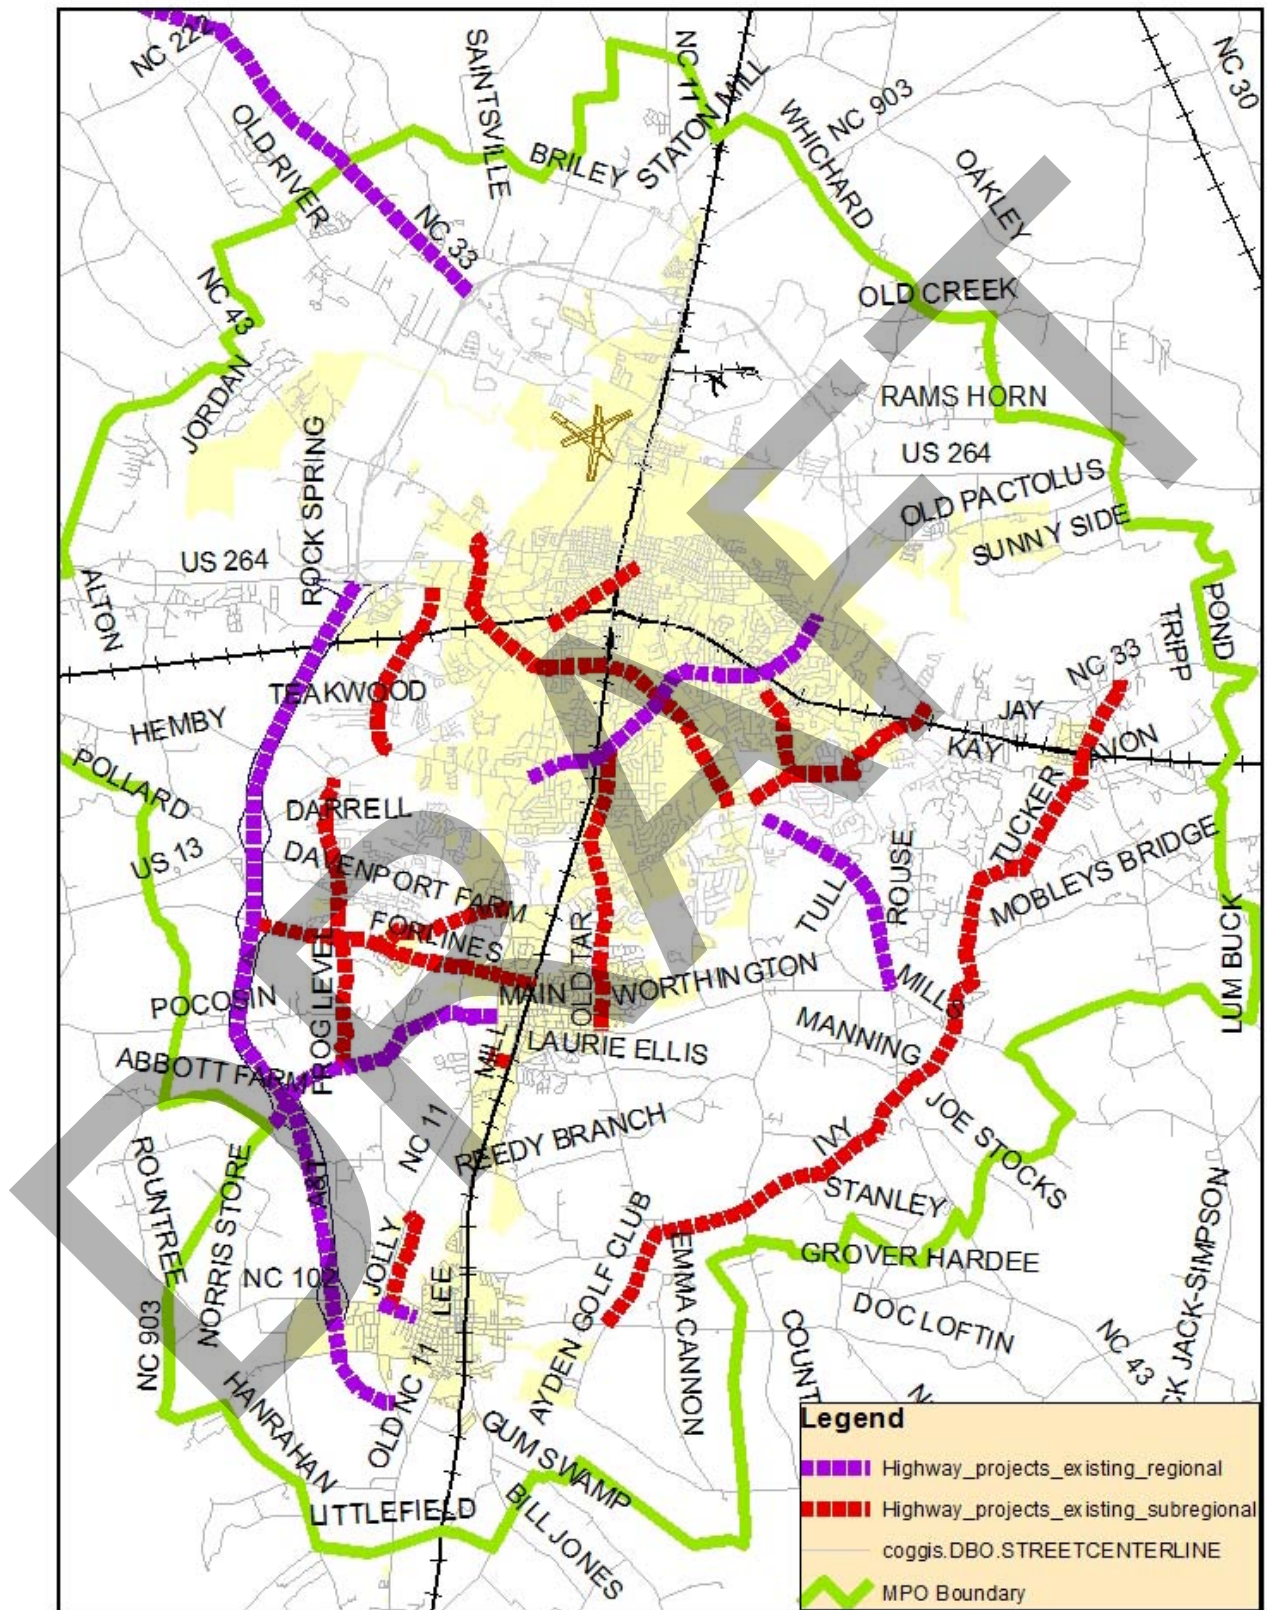 NC 222
SAINTSVILLE
NC 11
STATON MILL
NC 30
OLD RIVER
BRILEY
WHICHARD
NC 903
OAKLEY
NC 33
NC 43
OLD CREEK
JORDAN
RAMS HORN
US 264
ROCK SPRING
OLD PACTOLUS
SUNNY SIDE
US 264
ALTON
POND
TRIPP
NC 33
TEAKWOOD
HEMBY
JAY
KAY
AVON
POLLARD
DARRELL
US 13
DAVENPORT FARM
TUCKER
MOBLEYS BRIDGE
ROUSE
TULL
FORLINES
FROG LEVEL
OLD TAR
LUM BUCK
POCOSIN
MAIN
WORTHINGTON
MILLS
MANNING
MILL
LAURIE ELLIS
ABBOTT FARM
NC 11
REEDY BRANCH
IVY
JOE STOCKS
ROUNTREE
NORRIS STORE
STANLEY
JOLLY
NC 102
LEE
AYDEN GOLF CLUB
EMMA CANNON
GROVER HARDEE
DOC LOFTIN
NC 903
COUNT
NC 43
CK JACK-SIMPSON
HANRAHAN
OLD NC 11
GUM SWAMP
LITTLEFIELD
BILL JONES
DRAFT
Legend
Highway_projects_existing_regional
Highway_projects_existing_subregional
coggis.DBO.STREETCENTERLINE
MPO Boundary